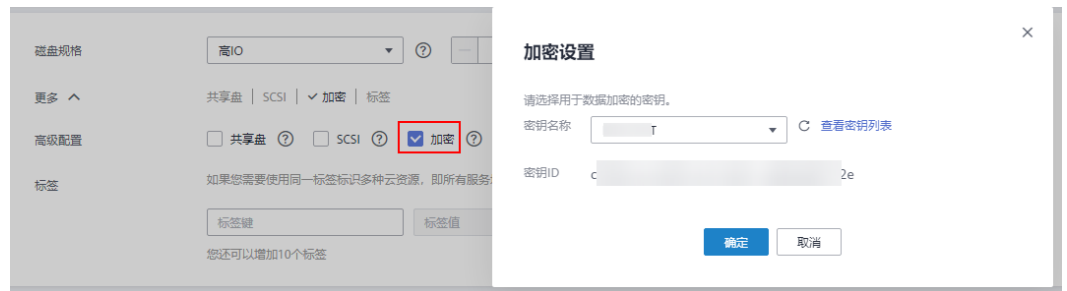 磁盘规格
高IO
更多
共享盘 | SCSI | 加密 | 标签
高级配置
共享盘 ? SCSI ? 加密 ?
标签
如果您需要使用同一标签标识多种云资源，即所有服务
标签键
标签值
您还可以增加10个标签
加密设置
请选择用于数据加密的密钥。
密钥名称
T
查看密钥列表
密钥ID
c 2e
确定
取消